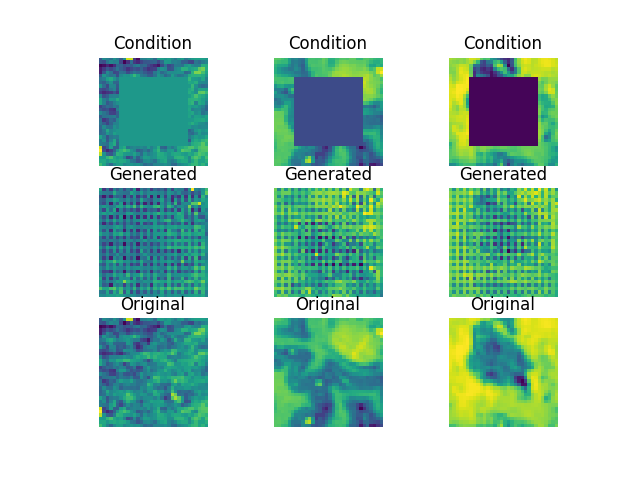 Condition Condition Condition
Generated Generated Generated
Original Original Original